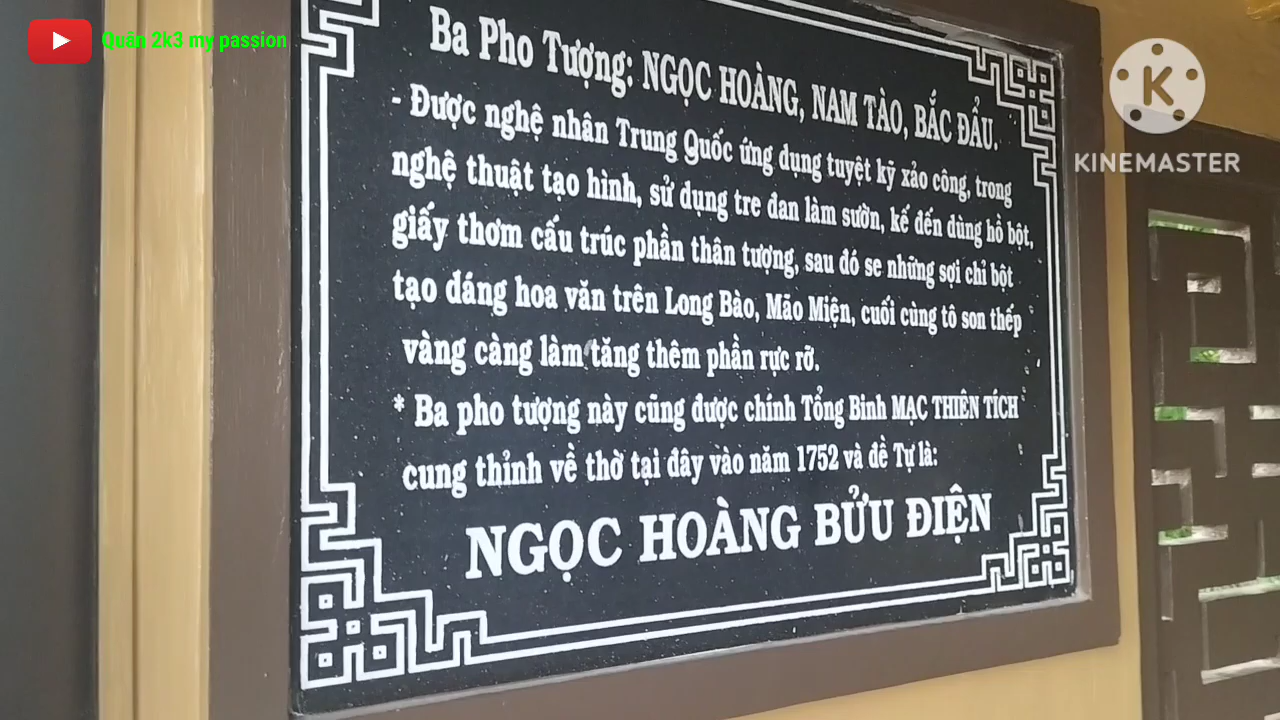 Quân 2k3 my passion
KINEMASTER
Ba Pho Tượng: NGỌC HOÀNG, NAM TÀO, BẮC ĐẨU.
- Được nghệ nhân Trung Quốc ứng dụng tuyệt kỹ xảo công, trong
nghệ thuật tạo hình, sử dụng tre đan làm sườn, kế đến dùng hồ bột,
giấy thơm cấu trúc phần thân tượng, sau đó se những sợi chỉ bột
tạo dáng hoa văn trên Long Bào, Mão Miện, cuối cùng tô son thếp
vàng càng làm tăng thêm phần rực rỡ.
* Ba pho tượng này cũng được chính Tổng Binh MẠC THIÊN TÍCH
cung thỉnh về thờ tại đây vào năm 1752 và đề Tự là:
NGỌC HOÀNG BỬU ĐIỆN